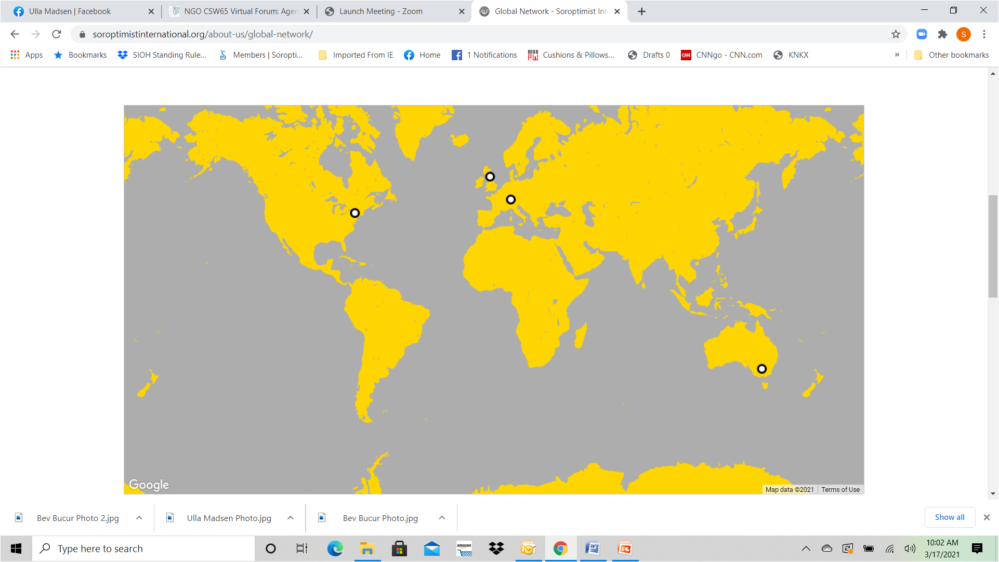 Ulla Madsen | Facebook
NGO CSW65 Virtual Forum: Agen
Launch Meeting - Zoom
Global Network - Soroptimist Int
soroptimistinternational.org/about-us/global-network/
S
Apps
Bookmarks
SIOH Standing Rule...
Members | Soropti...
Imported From IE
Home
1 Notifications
Cushions & Pillows...
Drafts 0
CNN
CNNgo - CNN.com
KNKX
»
Other bookmarks
Google
Map data ©2021
Terms of Use
Bev Bucur Photo 2.jpg
Ulla Madsen Photo.jpg
Bev Bucur Photo.jpg
Show all
Type here to search
amazon
10:02 AM
3/17/2021